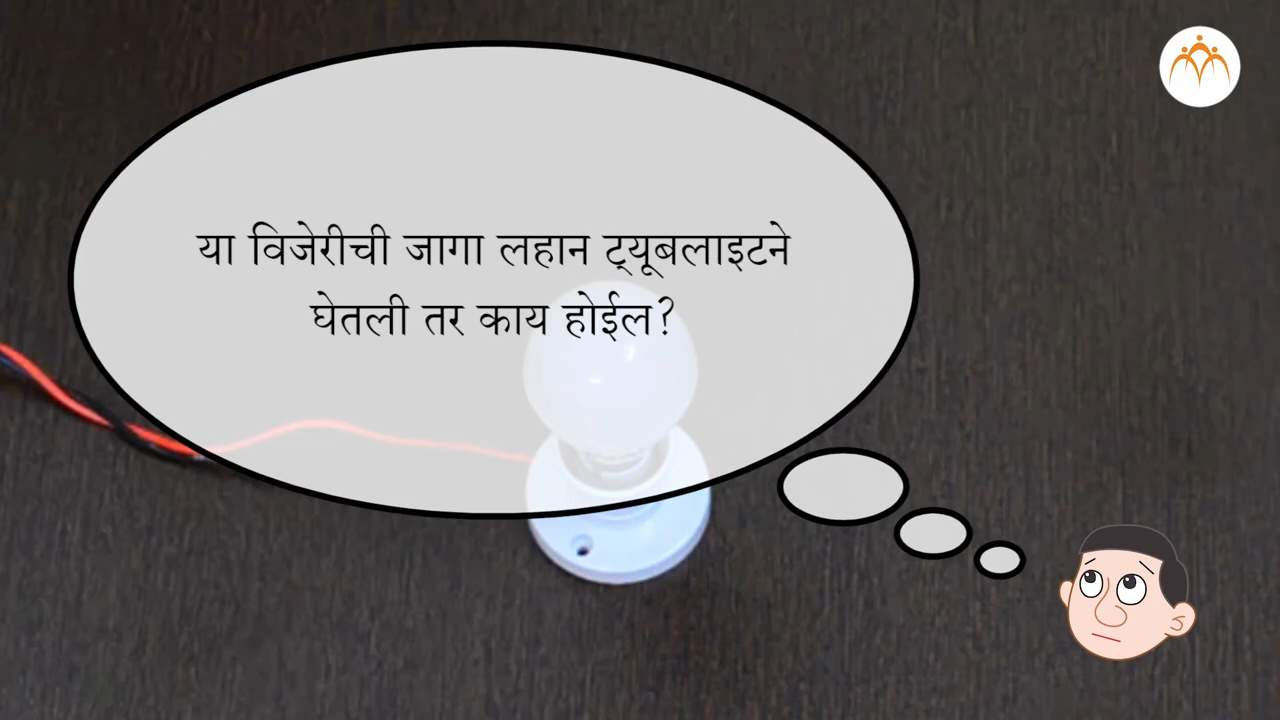 या विजेरीची जागा लहान ट्यूबलाइटने
घेतली तर काय होईल?